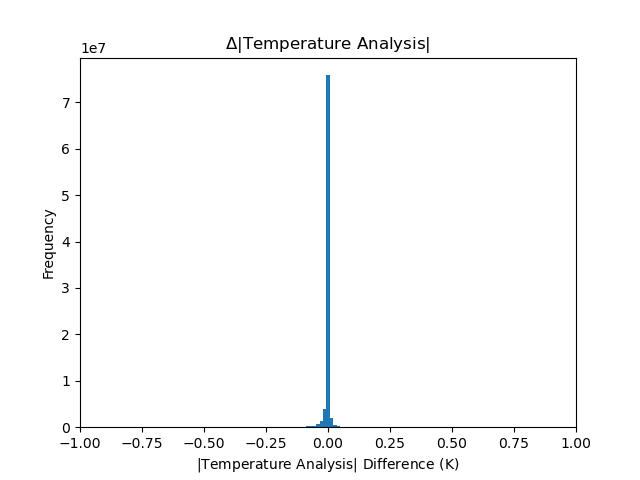 Δ|Temperature Analysis|
1e7
7
6
5
4
3
2
1
0
Frequency
−1.00 −0.75 −0.50 −0.25 0.00 0.25 0.50 0.75 1.00
|Temperature Analysis| Difference (K)